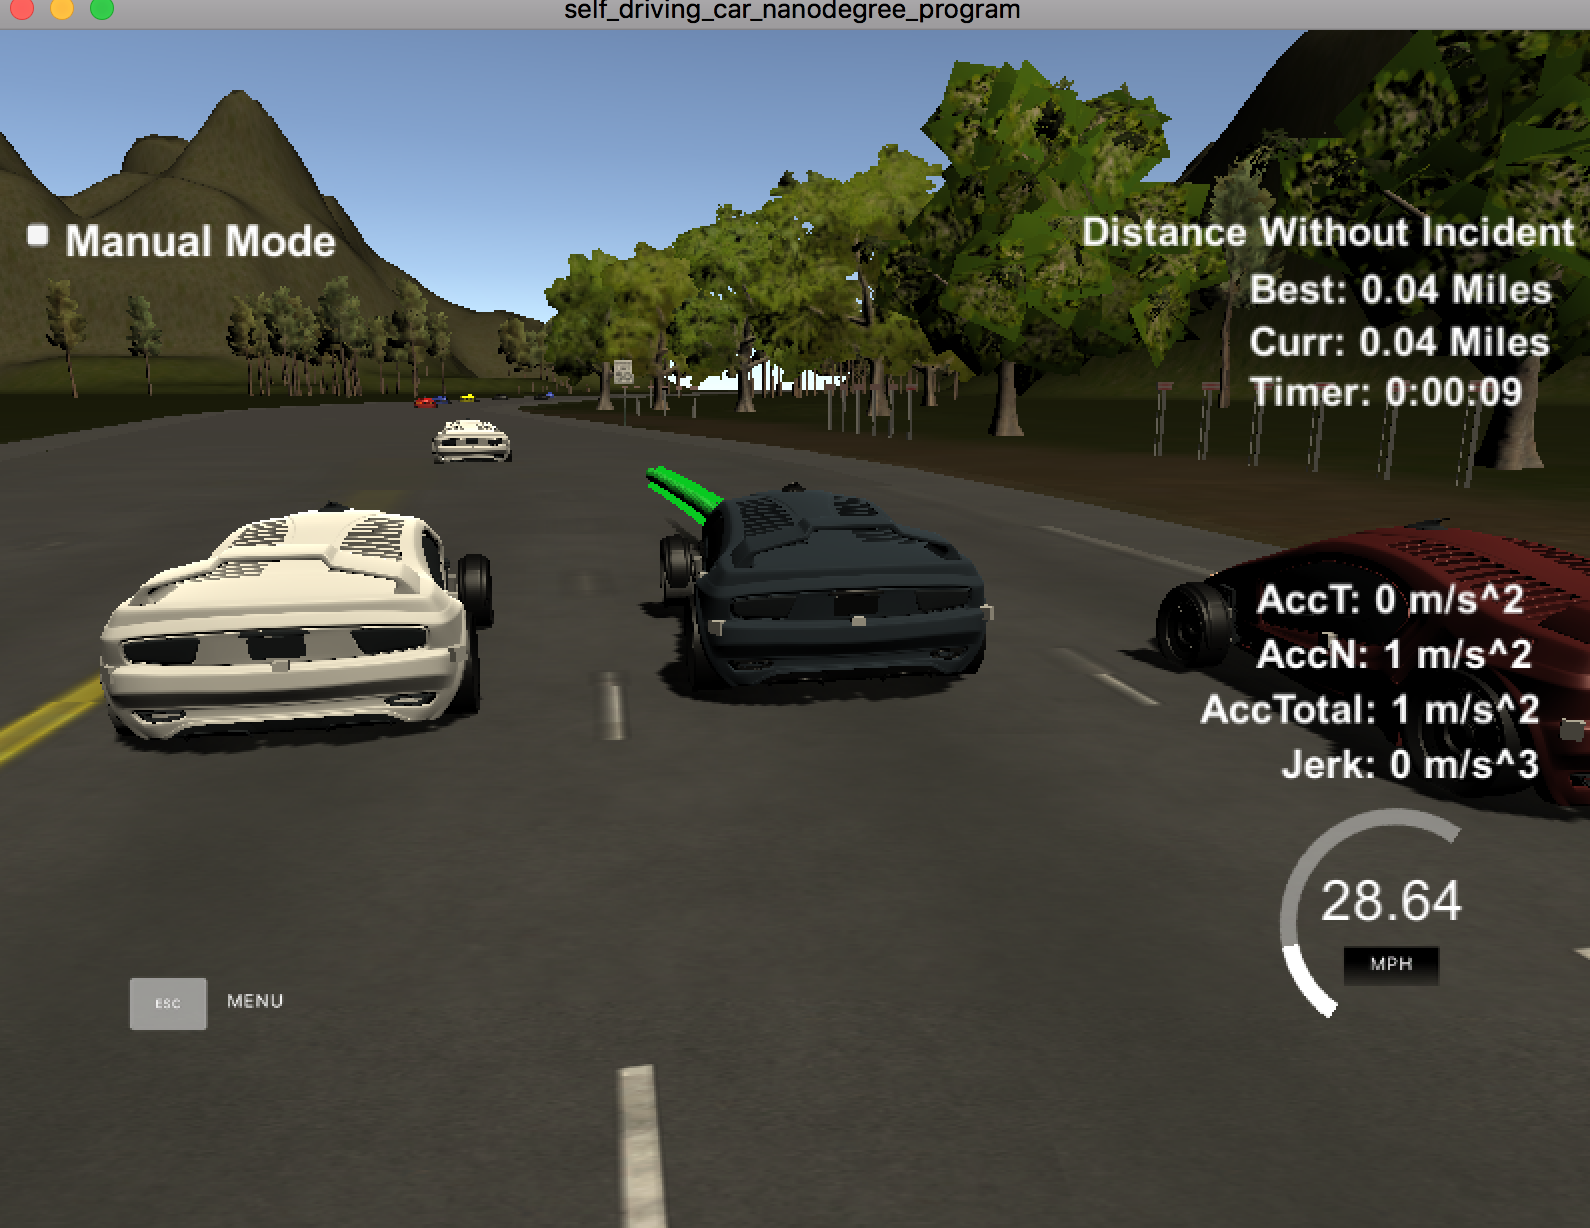 self_driving_car_nanodegree_program
Manual Mode
Distance Without Incident
Best: 0.04 Miles
Curr: 0.04 Miles
Timer: 0:00:09
AccT: 0 m/s^2
AccN: 1 m/s^2
AccTotal: 1 m/s^2
Jerk: 0 m/s^3
28.64
MPH
ESC MENU